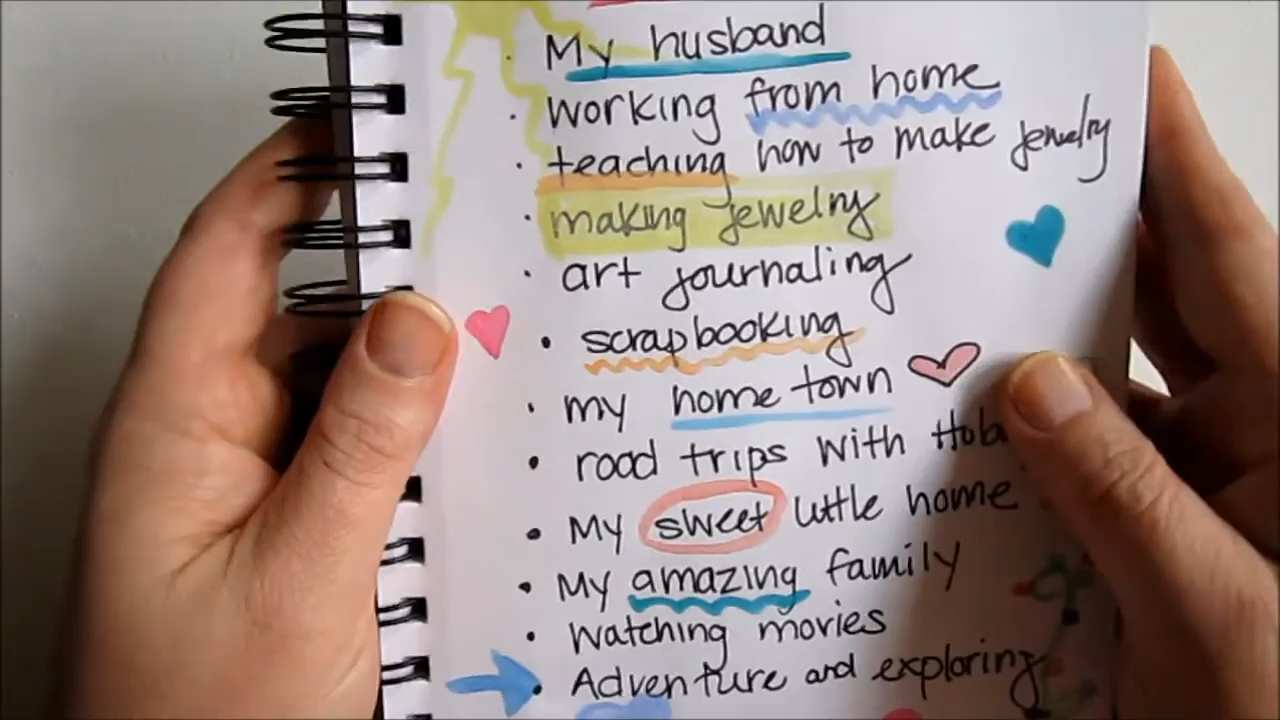 My husband
working from home
teaching how to make jewelry
making jewelry
art journaling
scrapbooking
my home town
road trips with
My sweet little home
My amazing family
Watching movies
Adventure and exploring